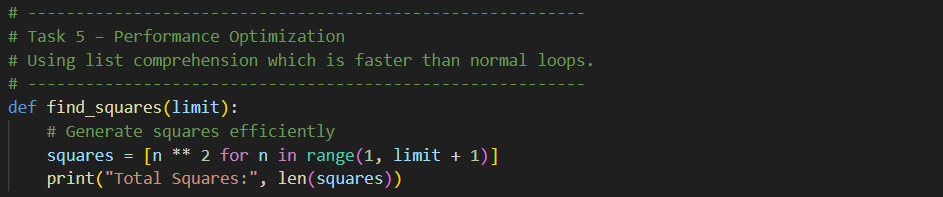 # ----------------------------------------------------------
# Task 5 – Performance Optimization
# Using list comprehension which is faster than normal loops.
# ----------------------------------------------------------
def find_squares(limit):
    # Generate squares efficiently
    squares = [n ** 2 for n in range(1, limit + 1)]
    print("Total Squares:", len(squares))